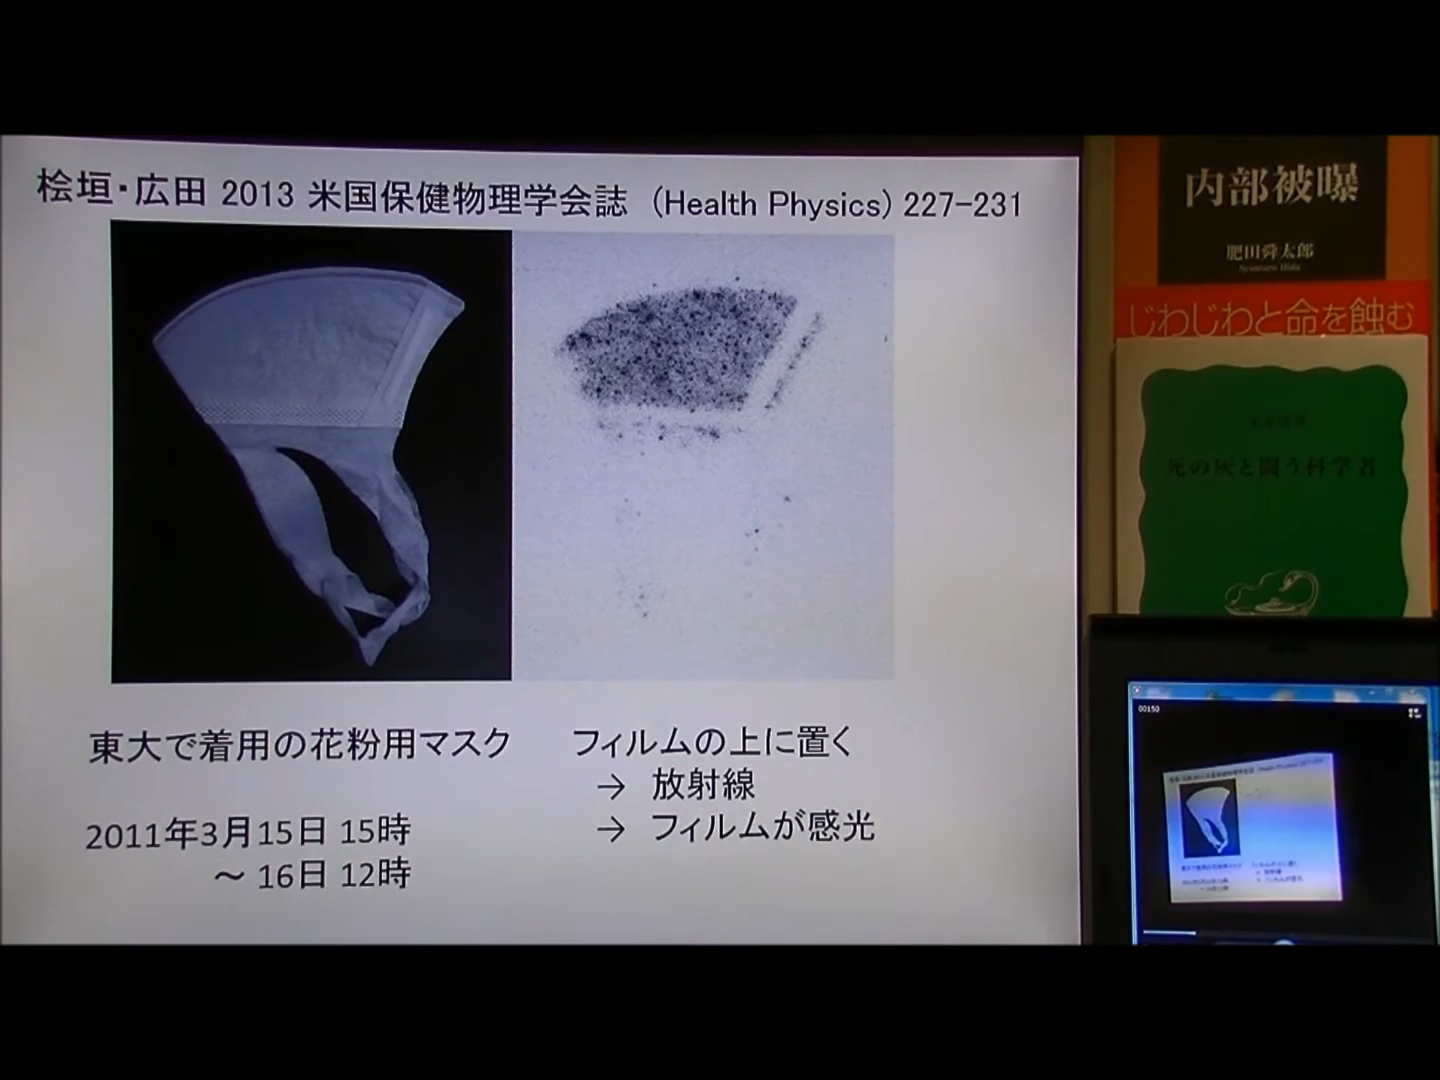 桧垣・広田 2013 米国保健物理学会誌 (Health Physics) 227-231
東大で着用の花粉用マスク
2011年3月15日 15時
～ 16日 12時
フィルムの上に置く
→ 放射線
→ フィルムが感光
内部被曝
肥田舜太郎
じわじわと命を蝕む
死の灰と闘う科学者
00150